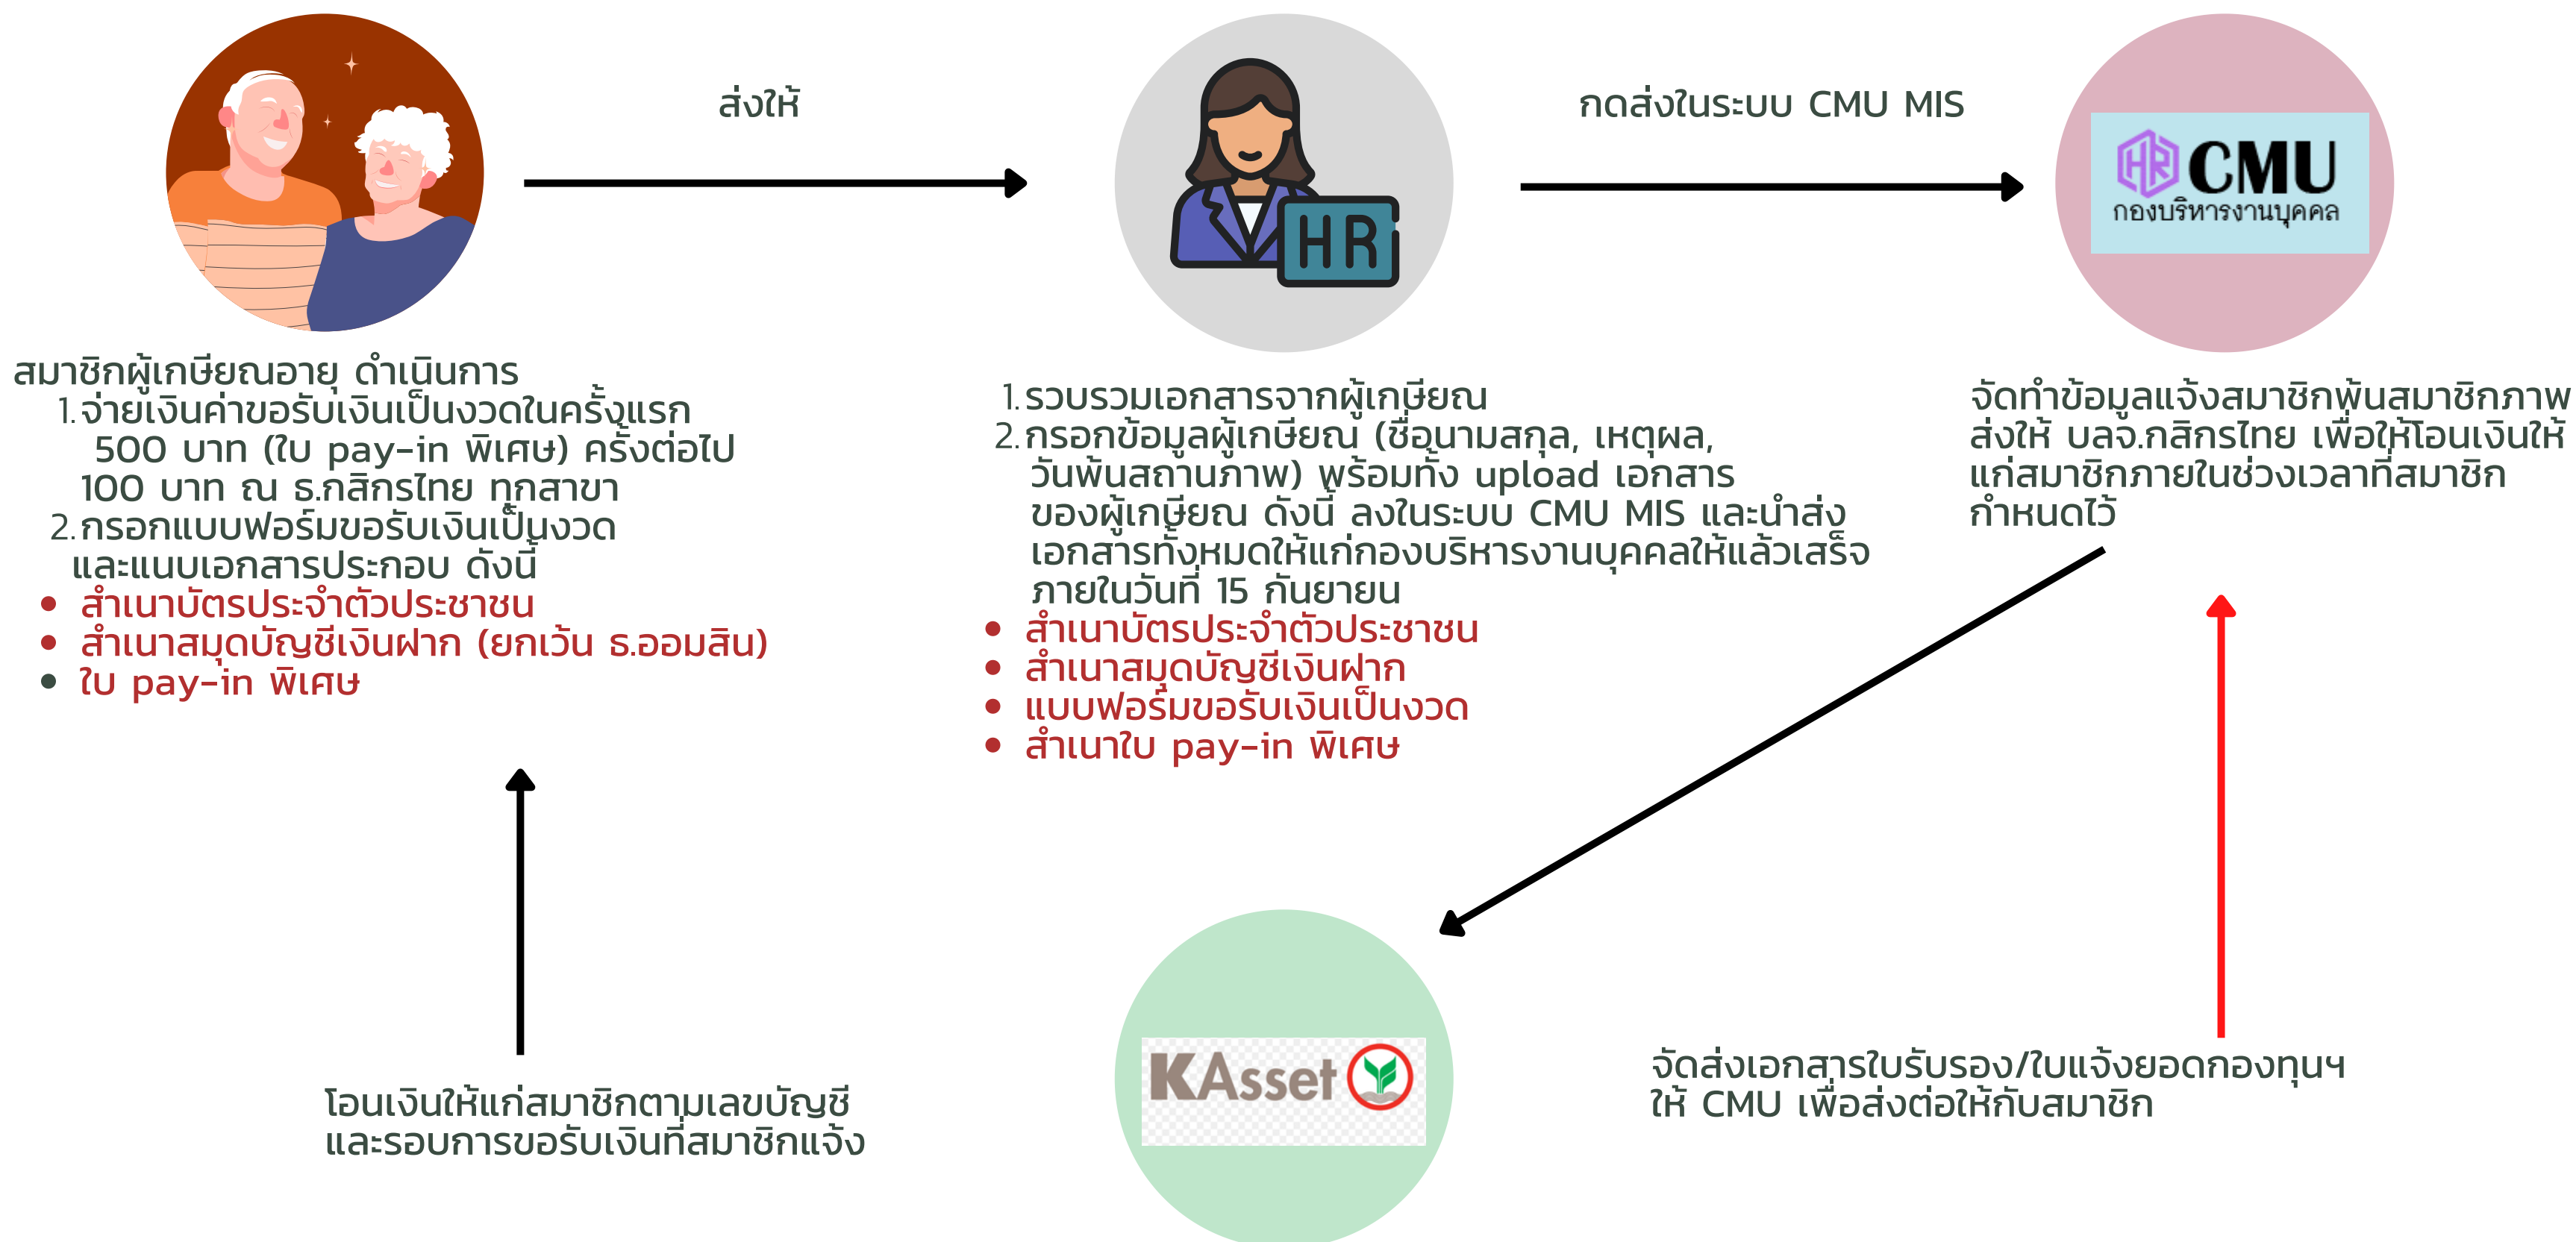 ส่งให้
กดส่งในระบบ CMU MIS
HR
HR CMU
กองบริหารงานบุคคล
สมาชิกผู้เกษียณอายุ ดำเนินการ
1. จ่ายเงินค่าขอรับเงินเป็นงวดในครั้งแรก
500 บาท (ใบ pay-in พิเศษ) ครั้งต่อไป
100 บาท ณ ธ.กสิกรไทย ทุกสาขา
2. กรอกแบบฟอร์มขอรับเงินเป็นงวด
และแนบเอกสารประกอบ ดังนี้
• สำเนาบัตรประจำตัวประชาชน
• สำเนาสมุดบัญชีเงินฝาก (ยกเว้น ธ.ออมสิน)
• ใบ pay-in พิเศษ
1. รวบรวมเอกสารจากผู้เกษียณ
2. กรอกข้อมูลผู้เกษียณ (ชื่อนามสกุล, เหตุผล,
วันพ้นสถานภาพ) พร้อมทั้ง upload เอกสาร
ของผู้เกษียณ ดังนี้ ลงในระบบ CMU MIS และนำส่ง
เอกสารทั้งหมดให้แก่กองบริหารงานบุคคลให้แล้วเสร็จ
ภายในวันที่ 15 กันยายน
• สำเนาบัตรประจำตัวประชาชน
• สำเนาสมุดบัญชีเงินฝาก
• แบบฟอร์มขอรับเงินเป็นงวด
• สำเนาใบ pay-in พิเศษ
จัดทำข้อมูลแจ้งสมาชิกพ้นสมาชิกภาพ
ส่งให้ บลจ.กสิกรไทย เพื่อให้โอนเงินให้
แก่สมาชิกภายในช่วงเวลาที่สมาชิก
กำหนดไว้
โอนเงินให้แก่สมาชิกตามเลขบัญชี
และรอบการขอรับเงินที่สมาชิกแจ้ง
KAsset
จัดส่งเอกสารใบรับรอง/ใบแจ้งยอดกองทุนฯ
ให้ CMU เพื่อส่งต่อให้กับสมาชิก